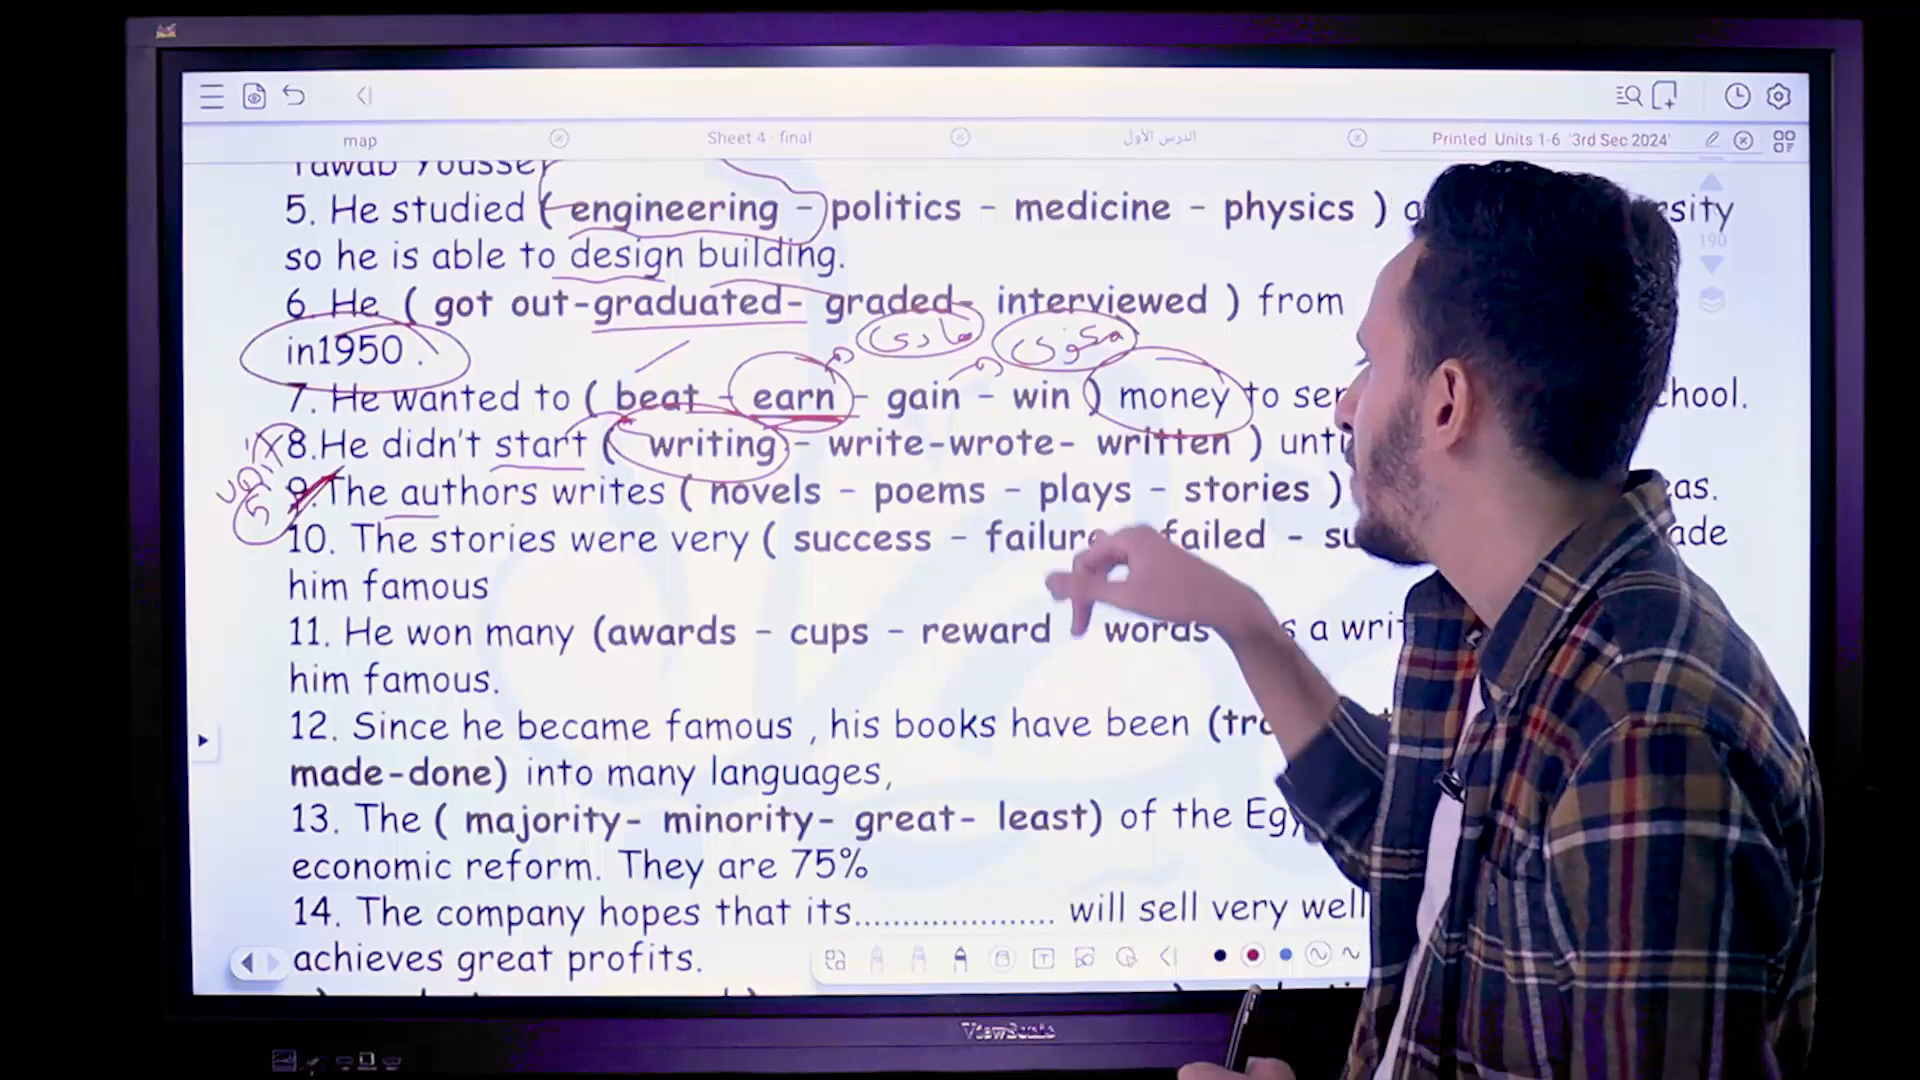 map
Sheet 4 - final
الدرس الأول
Printed Units 1-6 '3rd Sec 2024'
Tawab Youssef
5. He studied ( engineering - politics - medicine - physics )
so he is able to design building.
190
6. He ( got out-graduated- graded- interviewed ) from
in1950 .
مادى
معنوى
7. He wanted to ( beat - earn - gain - win ) money to
8.He didn't start ( writing - write-wrote- written )
9. The authors writes ( novels - poems - plays - stories )
10. The stories were very ( success - failure - failed -
him famous
11. He won many (awards - cups - reward - words a
him famous.
12. Since he became famous , his books have been
made-done) into many languages,
13. The ( majority- minority- great- least) of the
economic reform. They are 75%
14. The company hopes that its.................... will sell very well
achieves great profits.
ViewSonic